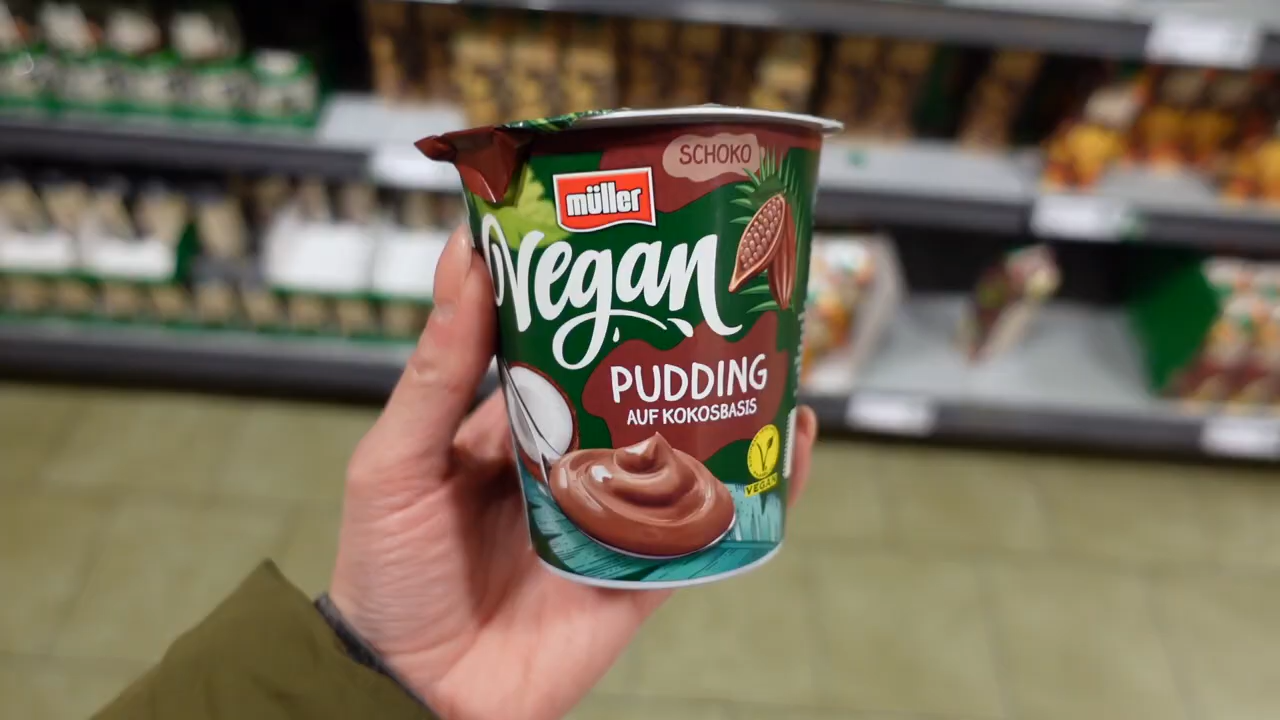 SCHOKO
müller
Vegan
PUDDING
AUF KOKOSBASIS
VEGAN